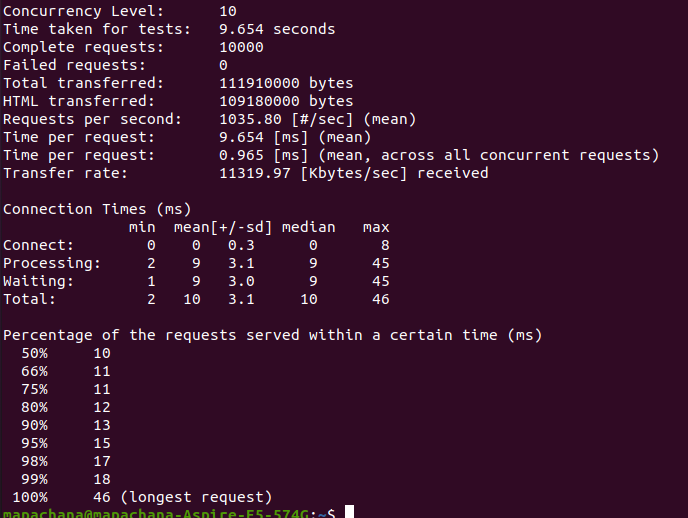 Concurrency Level:      10
Time taken for tests:   9.654 seconds
Complete requests:      10000
Failed requests:        0
Total transferred:      111910000 bytes
HTML transferred:       109180000 bytes
Requests per second:    1035.80 [#/sec] (mean)
Time per request:       9.654 [ms] (mean)
Time per request:       0.965 [ms] (mean, across all concurrent requests)
Transfer rate:          11319.97 [Kbytes/sec] received

Connection Times (ms)
              min  mean[+/-sd] median   max
Connect:        0    0   0.3      0       8
Processing:     2    9   3.1      9      45
Waiting:        1    9   3.0      9      45
Total:          2   10   3.1     10      46

Percentage of the requests served within a certain time (ms)
  50%     10
  66%     11
  75%     11
  80%     12
  90%     13
  95%     15
  98%     17
  99%     18
 100%     46 (longest request)
mapachana@mapachana-Aspire-E5-574G:~$